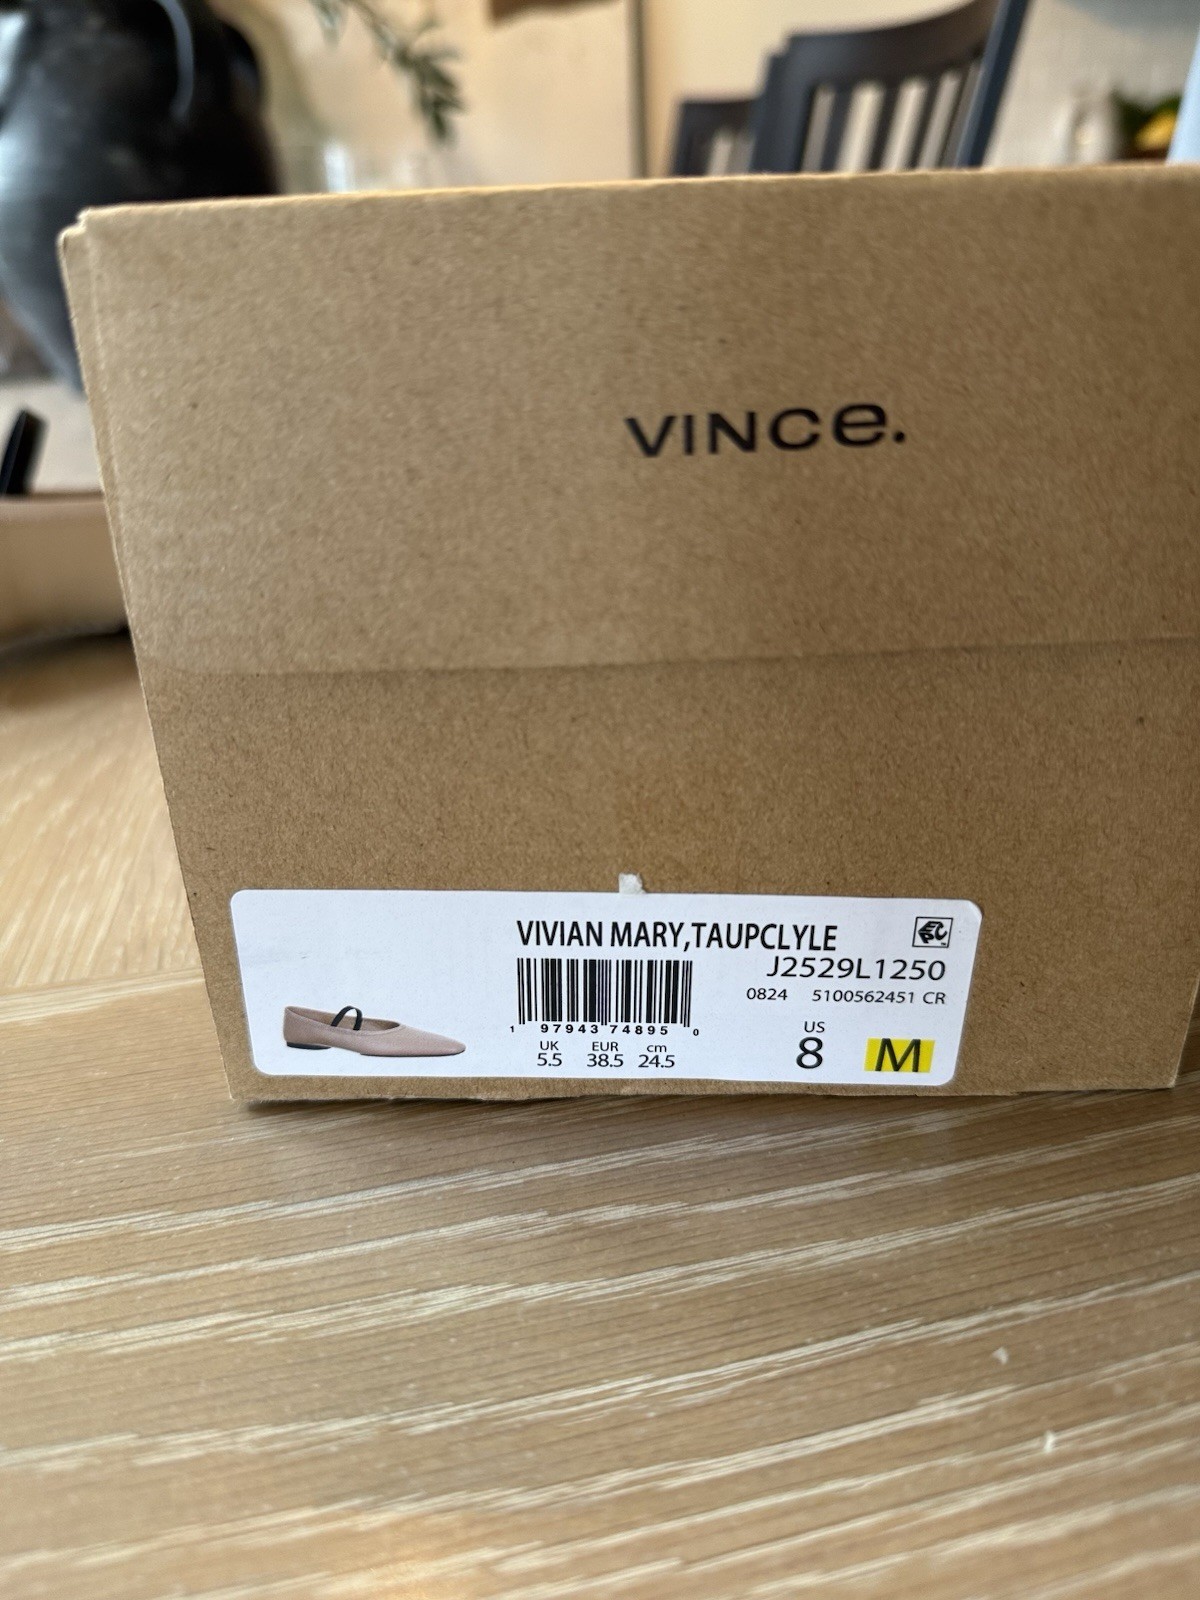 VINCe.
VIVIAN MARY,TAUPCLYLE
J2529L1250
0824 5100562451 CR
1 97943 74895 0
UK EUR cm
5.5 38.5 24.5
US
8 M